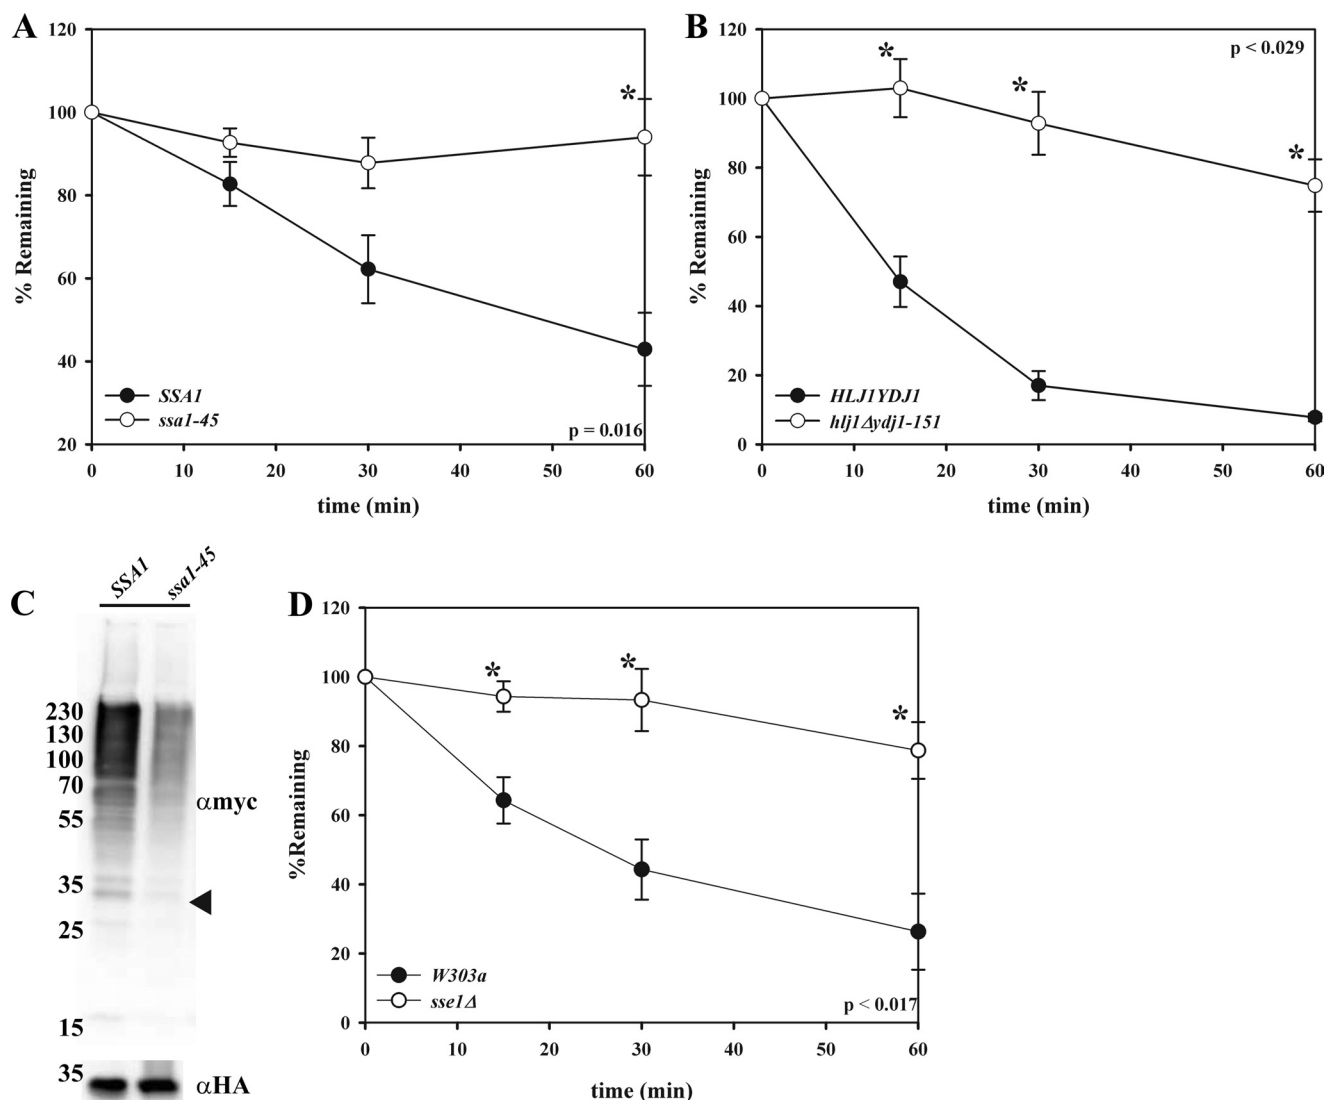 A
120
100
80
60
40
20
% Remaining
*
SSA1
ssa1-45
p = 0.016
0 10 20 30 40 50 60
time (min)
B
120
100
80
60
40
20
0
% Remaining
p < 0.029
* * *
HLJ1YDJ1
hlj1Δydj1-151
0 10 20 30 40 50 60
time (min)
C
SSA1 ssa1-45
230
130
100
70
55
35
25
15
αmyc
35
αHA
D
120
100
80
60
40
20
0
%Remaining
* * *
W303a
sse1Δ
p < 0.017
0 10 20 30 40 50 60
time (min)